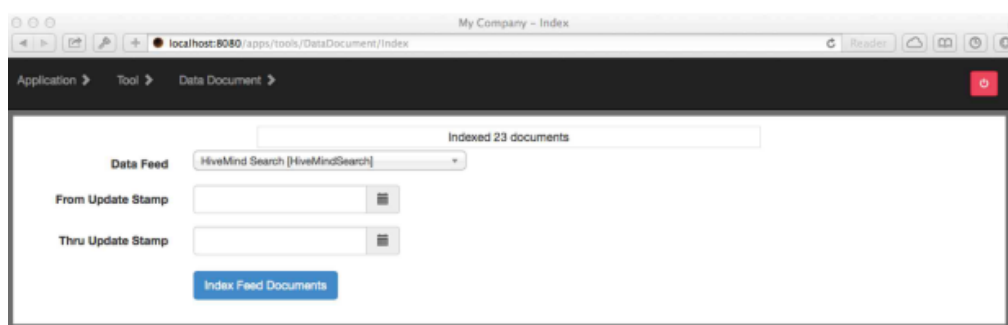 My Company – Index
localhost:8080/apps/tools/DataDocument/Index
Reader
Application Tool Data Document
Indexed 23 documents
Data Feed HiveMind Search [HiveMindSearch]
From Update Stamp
Thru Update Stamp
Index Feed Documents